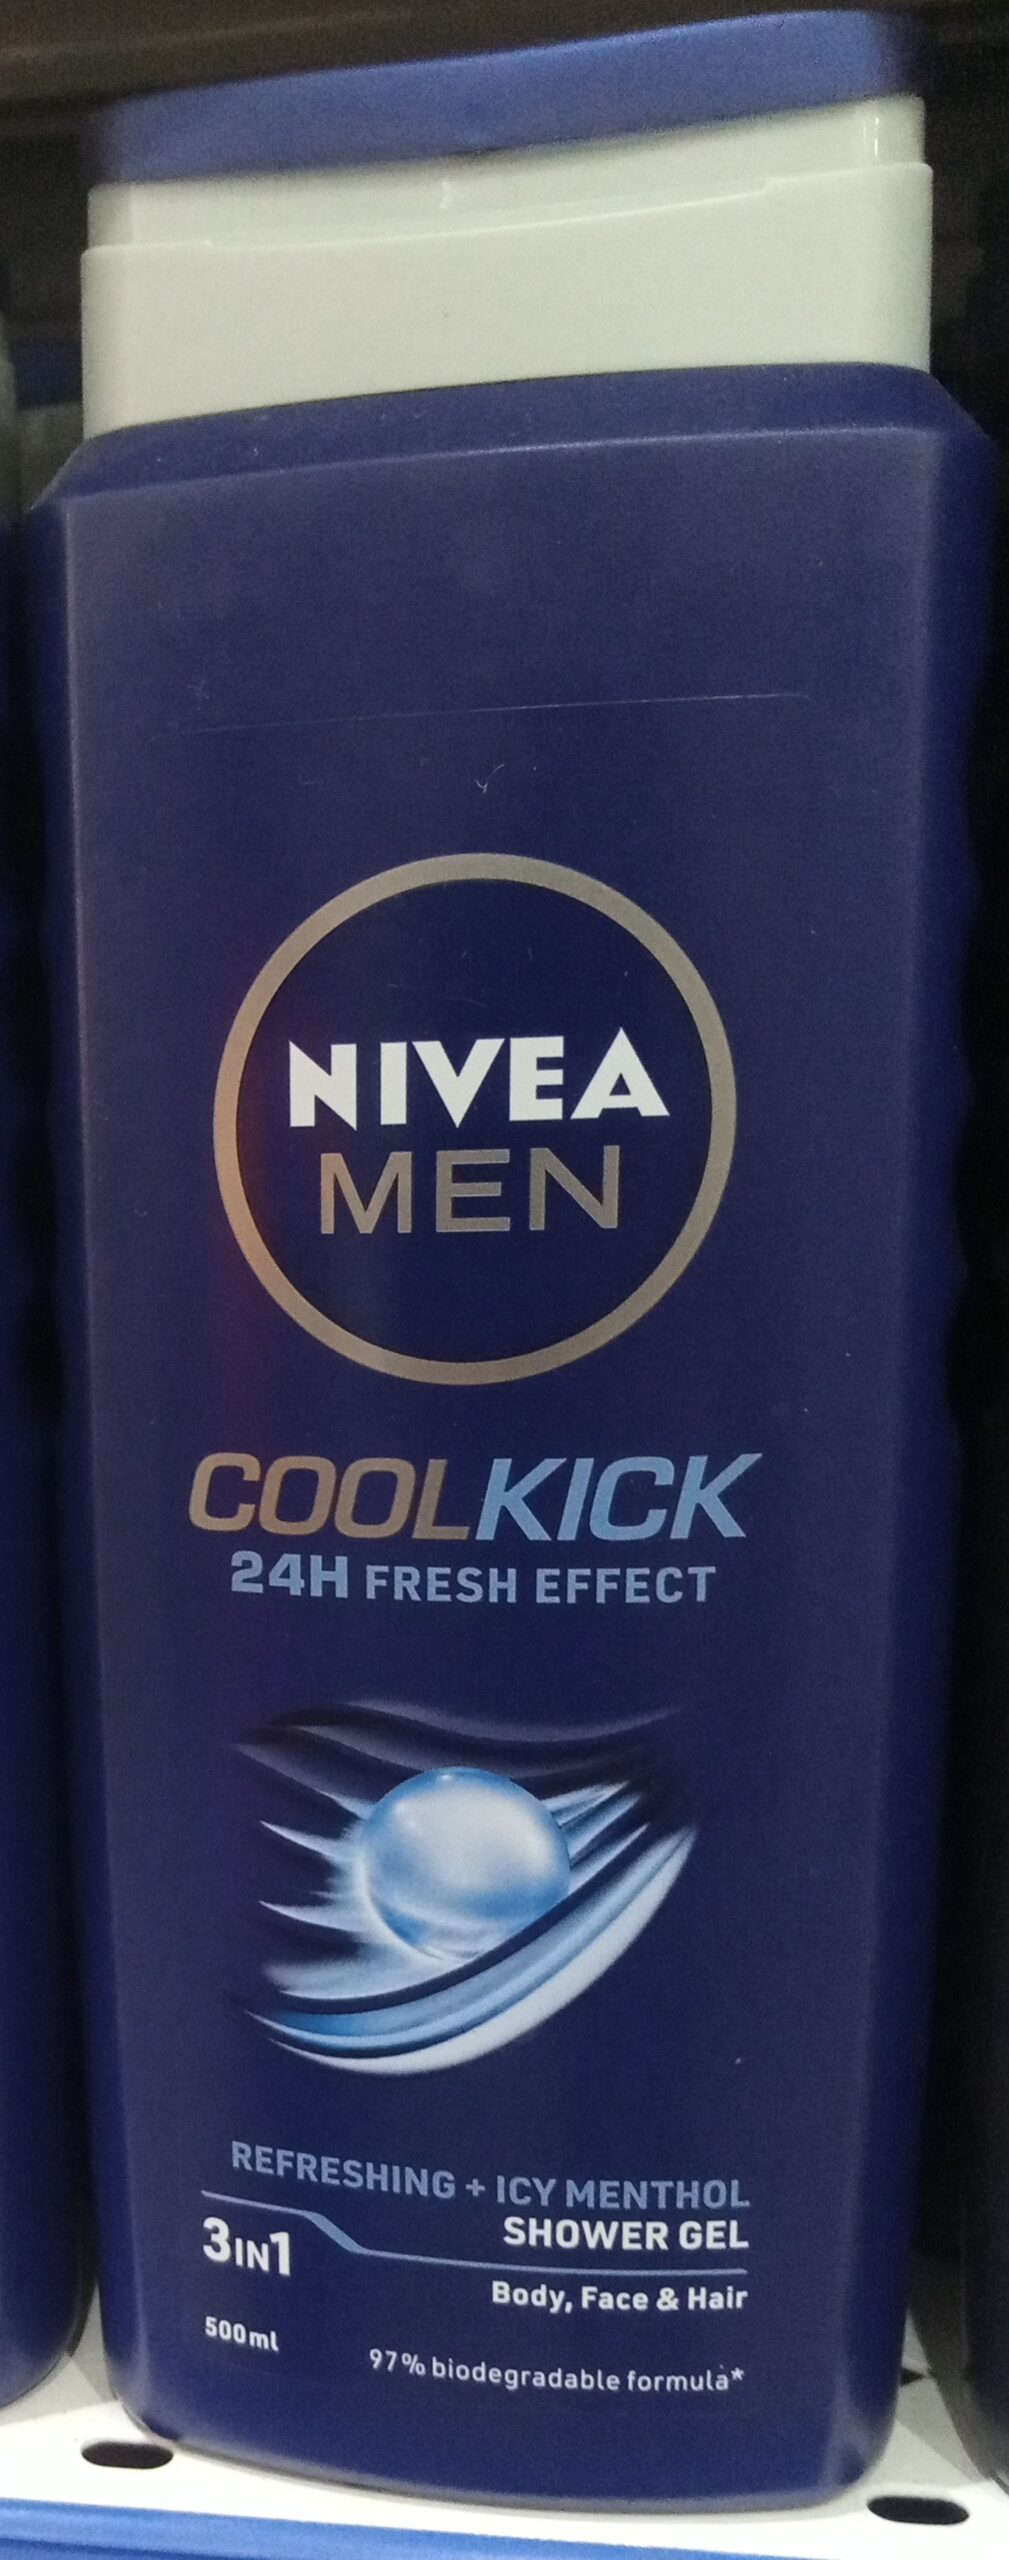 NIVEA
MEN
COOLKICK
24H FRESH EFFECT
REFRESHING + ICY MENTHOL
SHOWER GEL
3IN1
Body, Face & Hair
500ml
97% biodegradable formula*